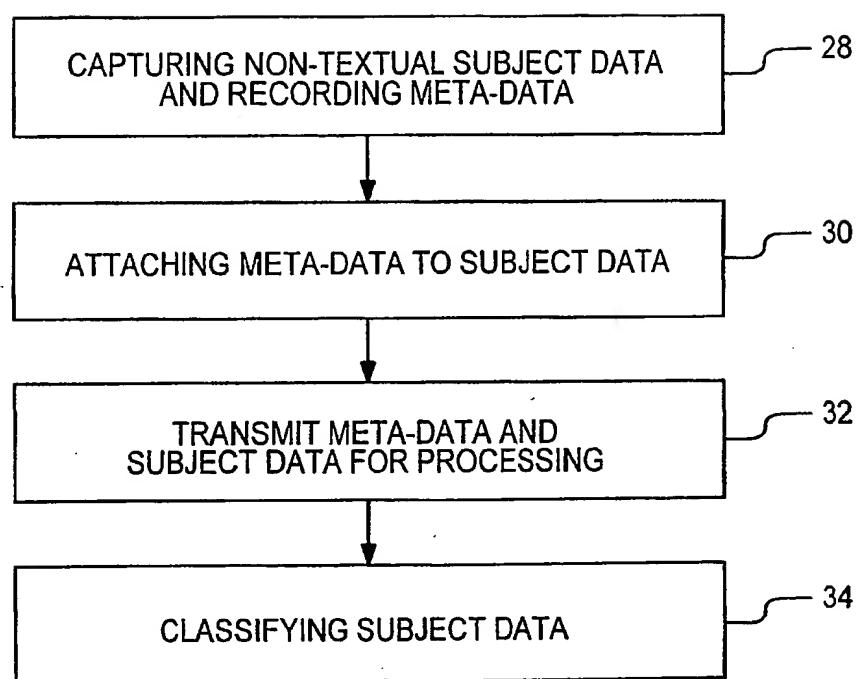 CAPTURING NON-TEXTUAL SUBJECT DATA
AND RECORDING META-DATA
28
ATTACHING META-DATA TO SUBJECT DATA
30
TRANSMIT META-DATA AND
SUBJECT DATA FOR PROCESSING
32
CLASSIFYING SUBJECT DATA
34